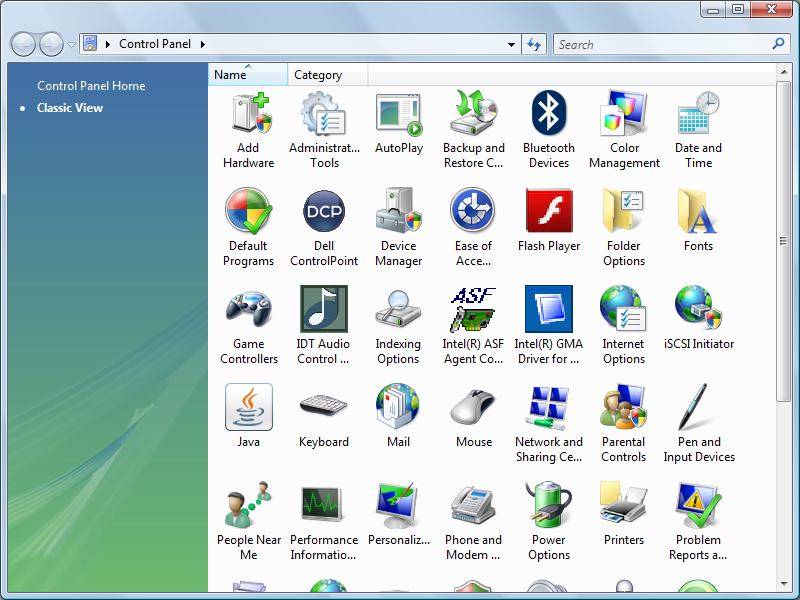 Control Panel
Search
Control Panel Home
Classic View
Name
Category
Add
Hardware
Administrat...
Tools
AutoPlay
Backup and
Restore C...
Bluetooth
Devices
Color
Management
Date and
Time
Default
Programs
DCP
Dell
ControlPoint
Device
Manager
Ease of
Acce...
Flash Player
Folder
Options
Fonts
Game
Controllers
IDT Audio
Control ...
Indexing
Options
ASF
Intel(R) ASF
Agent Co...
Intel(R) GMA
Driver for ...
Internet
Options
iSCSI Initiator
Java
Keyboard
Mail
Mouse
Network and
Sharing Ce...
Parental
Controls
Pen and
Input Devices
People Near
Me
Performance
Informatio...
Personaliz...
Phone and
Modem ...
Power
Options
Printers
Problem
Reports a...